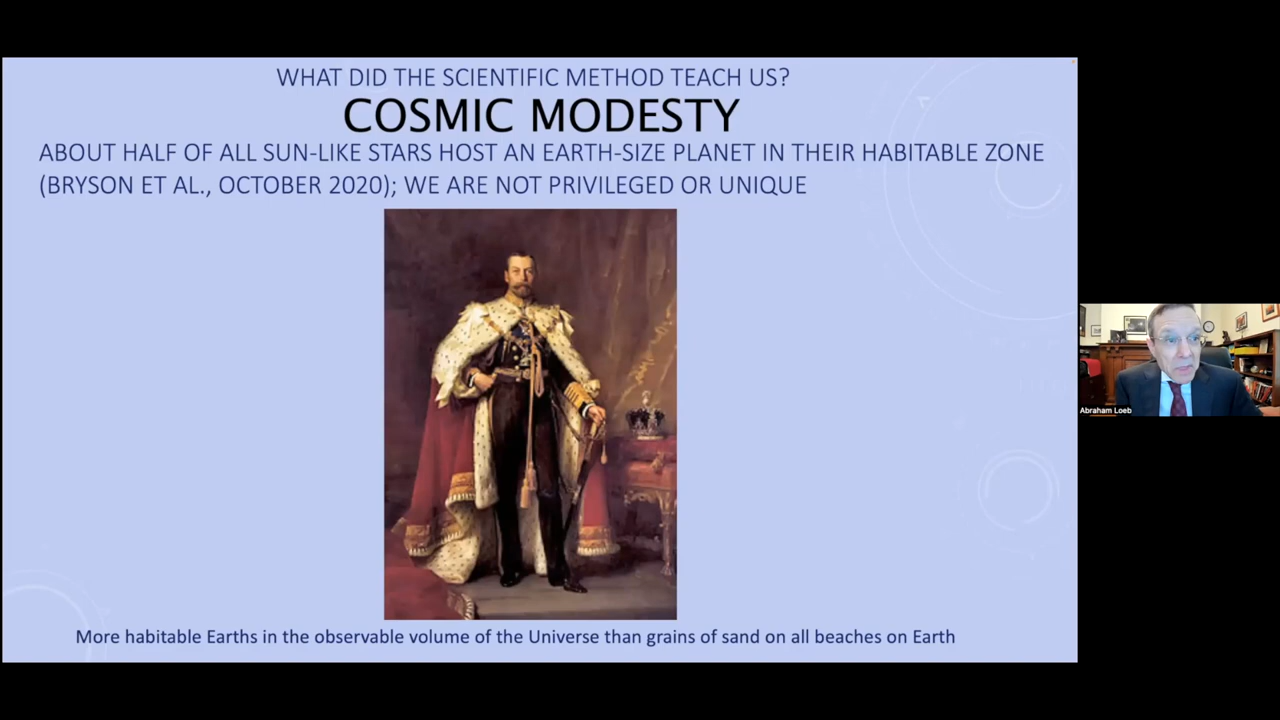 WHAT DID THE SCIENTIFIC METHOD TEACH US?
COSMIC MODESTY
ABOUT HALF OF ALL SUN-LIKE STARS HOST AN EARTH-SIZE PLANET IN THEIR HABITABLE ZONE
(BRYSON ET AL., OCTOBER 2020); WE ARE NOT PRIVILEGED OR UNIQUE
Abraham Loeb
More habitable Earths in the observable volume of the Universe than grains of sand on all beaches on Earth